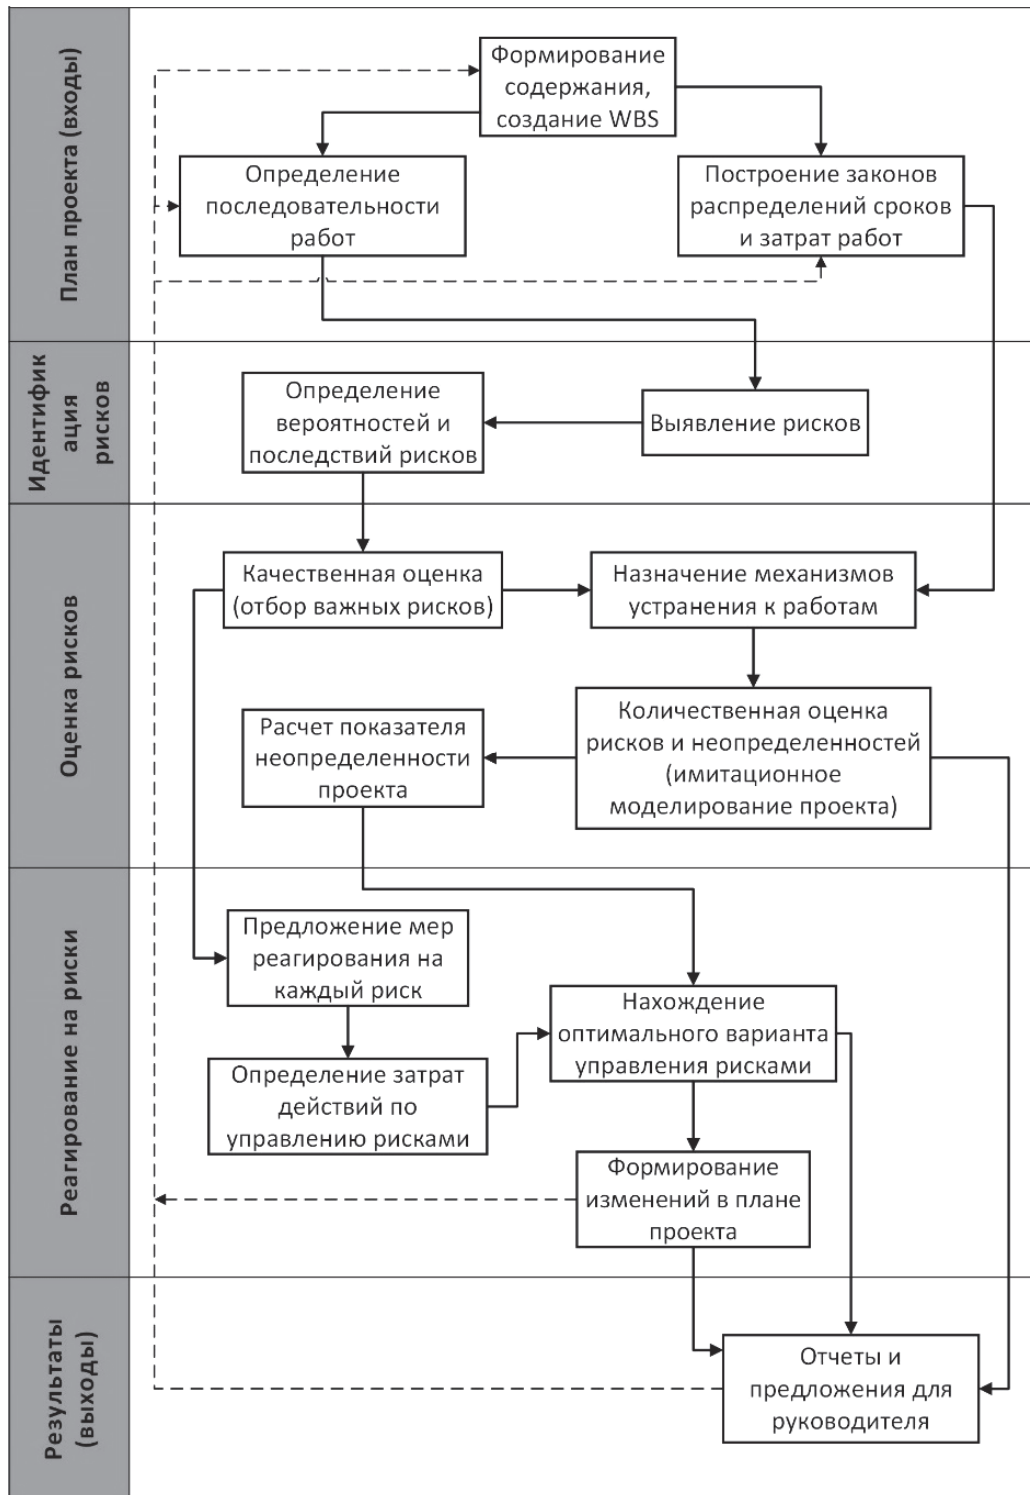 План проекта (входы)
Формирование
содержания,
создание WBS
Определение
последовательности
работ
Построение законов
распределений сроков
и затрат работ
Идентифик
ация
рисков
Определение
вероятностей и
последствий рисков
Выявление рисков
Оценка рисков
Качественная оценка
(отбор важных рисков)
Назначение механизмов
устранения к работам
Расчет показателя
неопределенности
проекта
Количественная оценка
рисков и неопределенностей
(имитационное
моделирование проекта)
Реагирование на риски
Предложение мер
реагирования на
каждый риск
Нахождение
оптимального варианта
управления рисками
Определение затрат
действий по
управлению рисками
Формирование
изменений в плане
проекта
Результаты
(выходы)
Отчеты и
предложения для
руководителя